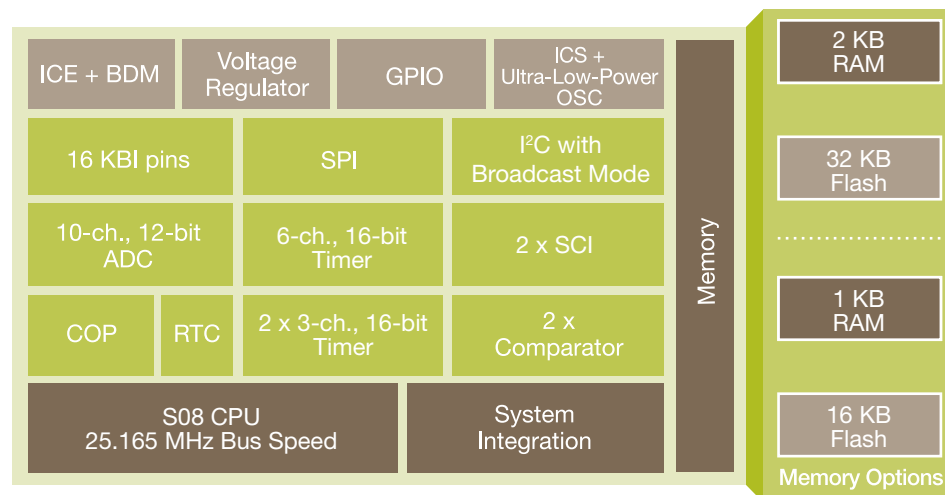 ICE + BDM
Voltage
Regulator
GPIO
ICS +
Ultra-Low-Power
OSC
16 KBI pins
SPI
I²C with
Broadcast Mode
10-ch., 12-bit
ADC
6-ch., 16-bit
Timer
2 x SCI
COP
RTC
2 x 3-ch., 16-bit
Timer
2 x
Comparator
S08 CPU
25.165 MHz Bus Speed
System
Integration
Memory
2 KB
RAM
32 KB
Flash
1 KB
RAM
16 KB
Flash
Memory Options